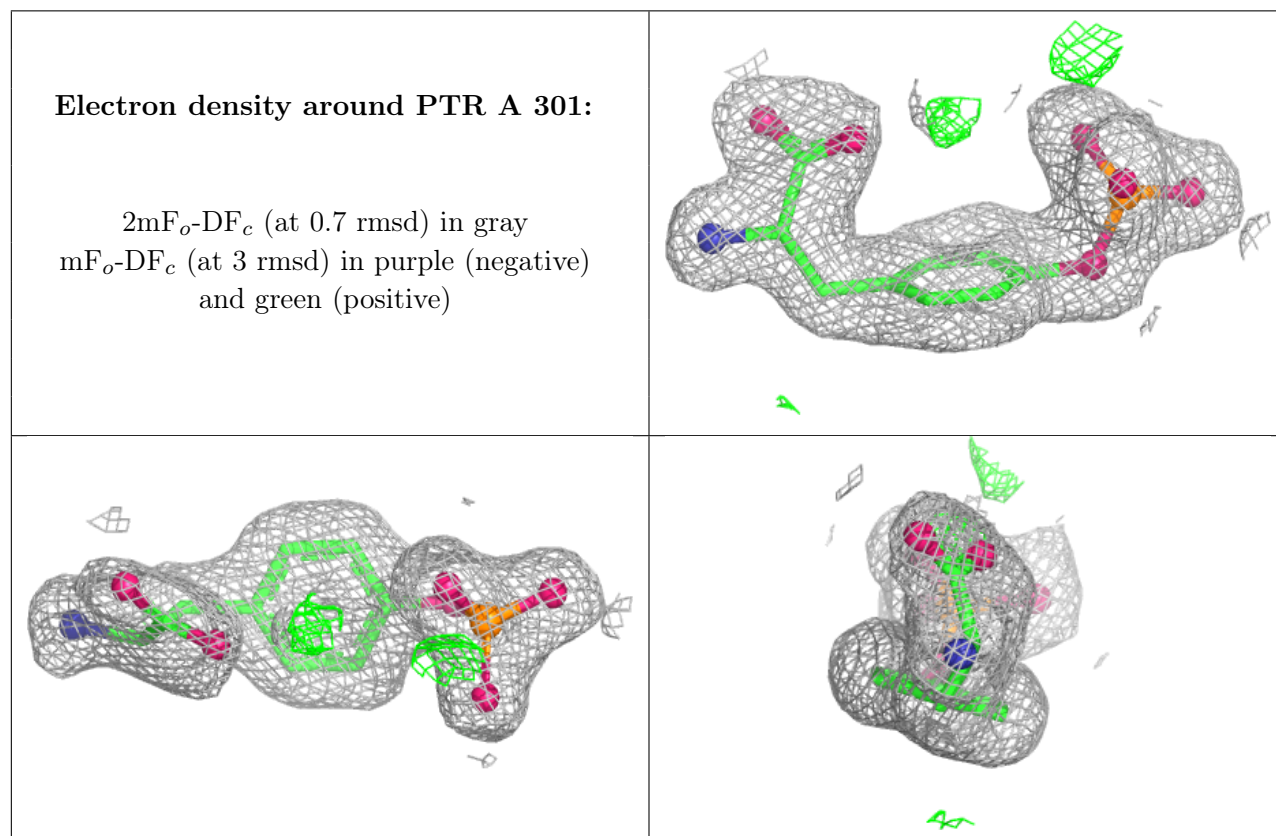 Electron density around PTR A 301:
2mFo-DFc (at 0.7 rmsd) in gray
mFo-DFc (at 3 rmsd) in purple (negative)
and green (positive)